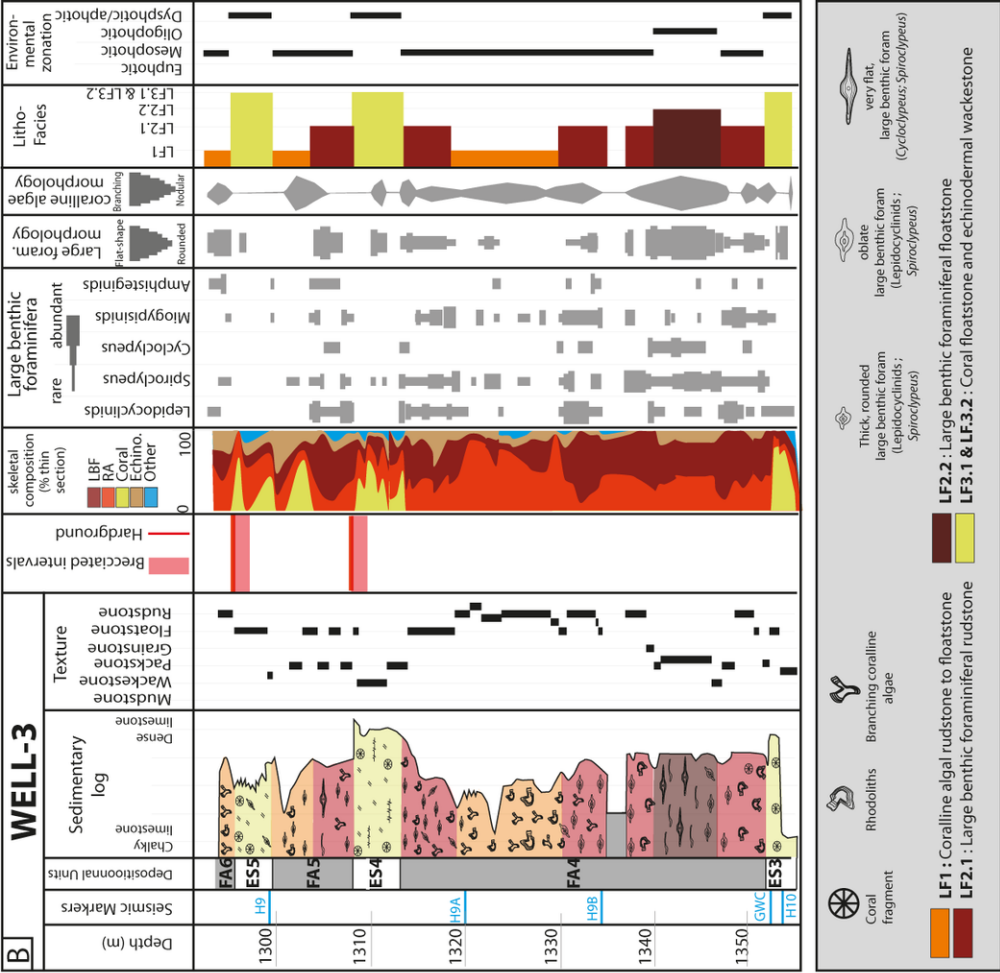 B
WELL-3
Depth (m)
Seismic Markers
Depositionnal Units
Sedimentary
log
Chalky
limestone
Dense
limestone
Texture
Mudstone
Wackestone
Packstone
Grainstone
Floatstone
Rudstone
Brecciated intervals
Hardground
skeletal
composition
(% thin
section)
LBF
RA
Coral
Echino.
Other
0
100
Large benthic
foraminifera
rare
abundant
Lepidocyclinids
Spiroclypeus
Cycloclypeus
Miogypisinids
Amphisteginids
Large foram.
morphology
Flat-shape
Rounded
coralline algae
morphology
Branching
Nodular
Litho-
Facies
LF1
LF2.1
LF2.2
LF3.1 & LF3.2
Environ-
mental
zonation
Euphotic
Mesophotic
Oligophotic
Dysphotic/aphotic
1300
1310
1320
1330
1340
1350
H9
H9A
H9B
GWC
H10
FA6
ES5
FA5
ES4
FA4
ES3
Coral
fragment
Rhodoliths
Branching coralline
algae
Thick, rounded
large benthic foram
(Lepidocyclinids ;
Spiroclypeus
oblate
large benthic foram
(Lepidocyclinids ;
Spiroclypeus
very flat,
large benthic foram
(Cycloclypeus; Spiroclypeus)
LF1 : Coralline algal rudstone to floatstone
LF2.1 : Large benthic foraminiferal rudstone
LF2.2 : Large benthic foraminiferal floatstone
LF3.1 & LF.3.2 : Coral floatstone and echinodermal wackestone